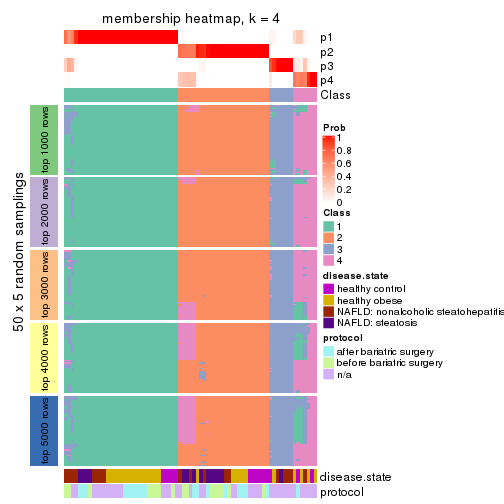 membership heatmap, k = 4
p1
p2
p3
p4
Class
50 x 5 random samplings
top 1000 rows
top 2000 rows
top 3000 rows
top 4000 rows
top 5000 rows
Prob
1
0.8
0.6
0.4
0.2
0
Class
1
2
3
4
disease.state
healthy control
healthy obese
NAFLD: nonalcoholic steatohepatitis
NAFLD: steatosis
protocol
after bariatric surgery
before bariatric surgery
n/a
disease.state
protocol